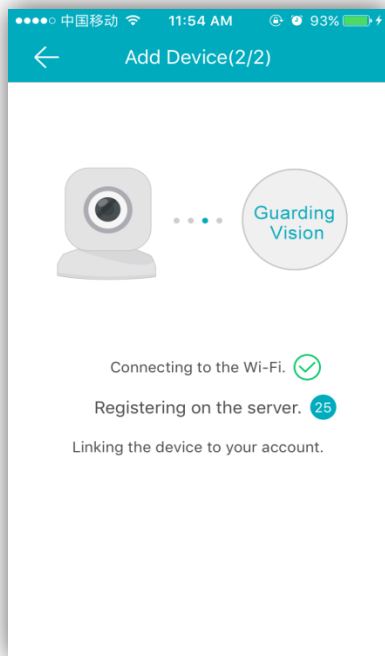 中国移动 11:54 AM 93%
Add Device(2/2)
Guarding
Vision
Connecting to the Wi-Fi.
Registering on the server. 25
Linking the device to your account.